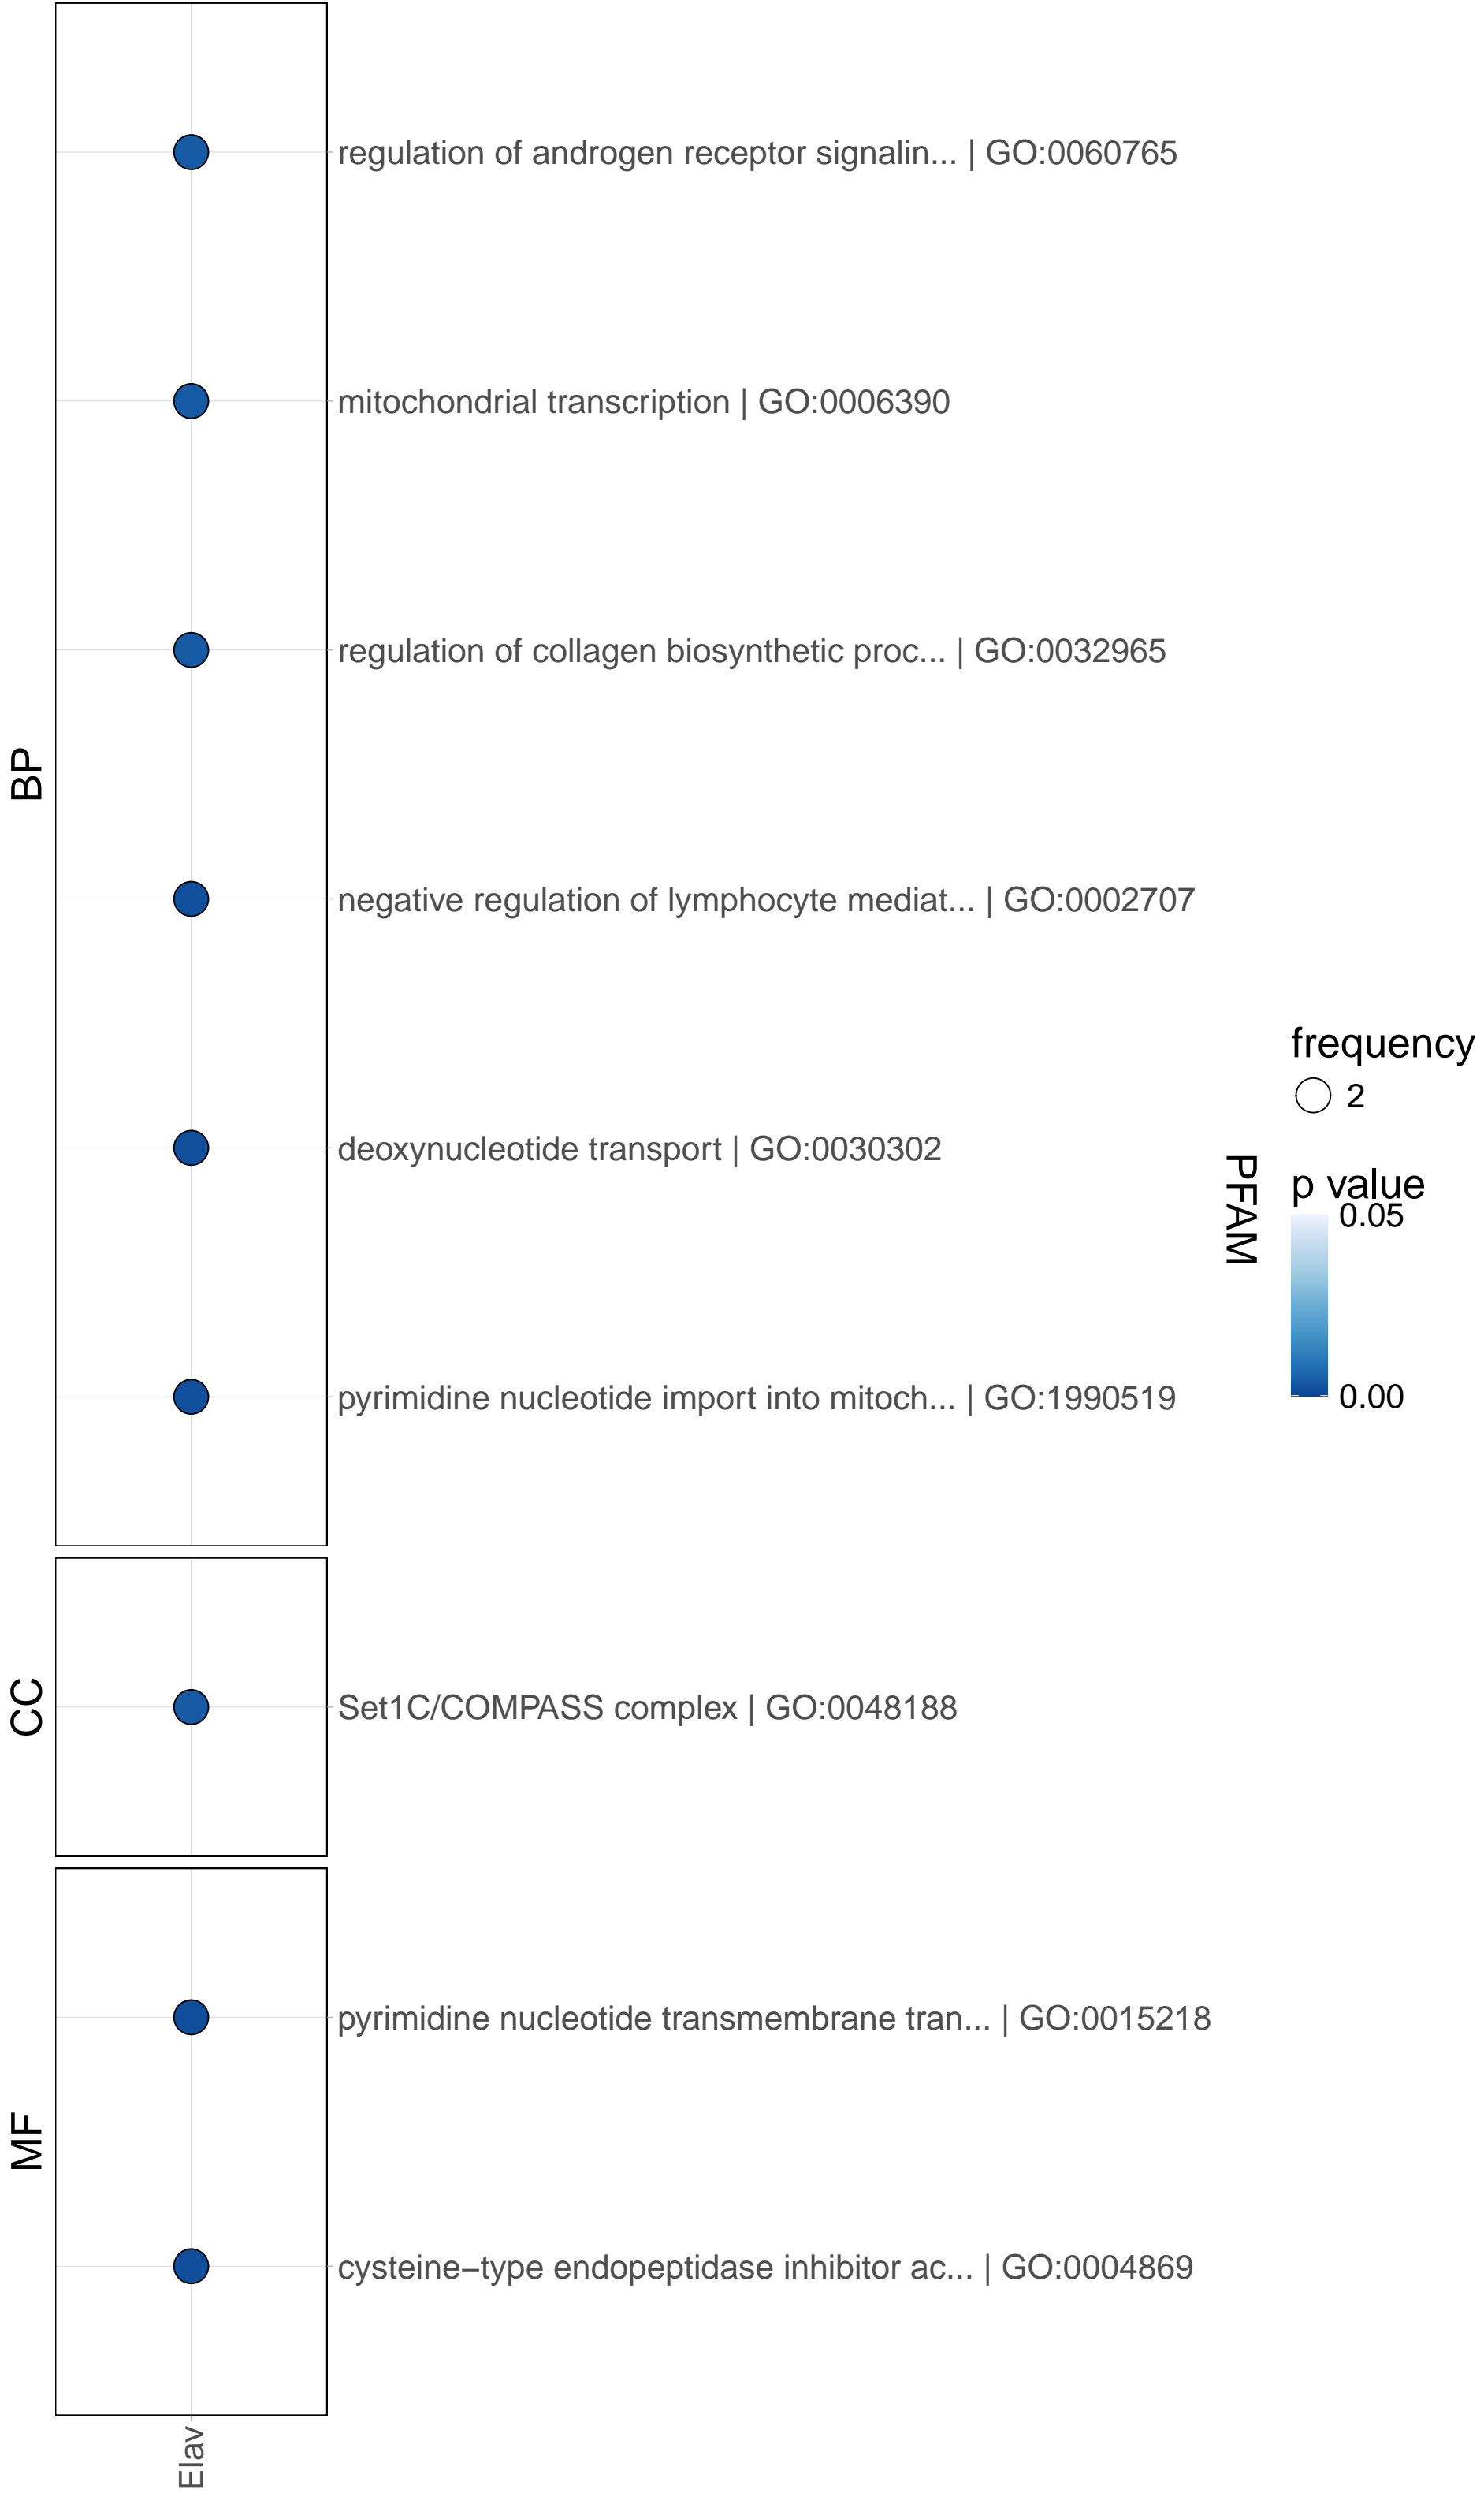 BP
regulation of androgen receptor signalin... | GO:0060765
mitochondrial transcription | GO:0006390
regulation of collagen biosynthetic proc... | GO:0032965
negative regulation of lymphocyte mediat... | GO:0002707
deoxynucleotide transport | GO:0030302
pyrimidine nucleotide import into mitoch... | GO:1990519
CC
Set1C/COMPASS complex | GO:0048188
MF
pyrimidine nucleotide transmembrane tran... | GO:0015218
cysteine−type endopeptidase inhibitor ac... | GO:0004869
Elav
PFAM
frequency
2
p value
0.05
0.00